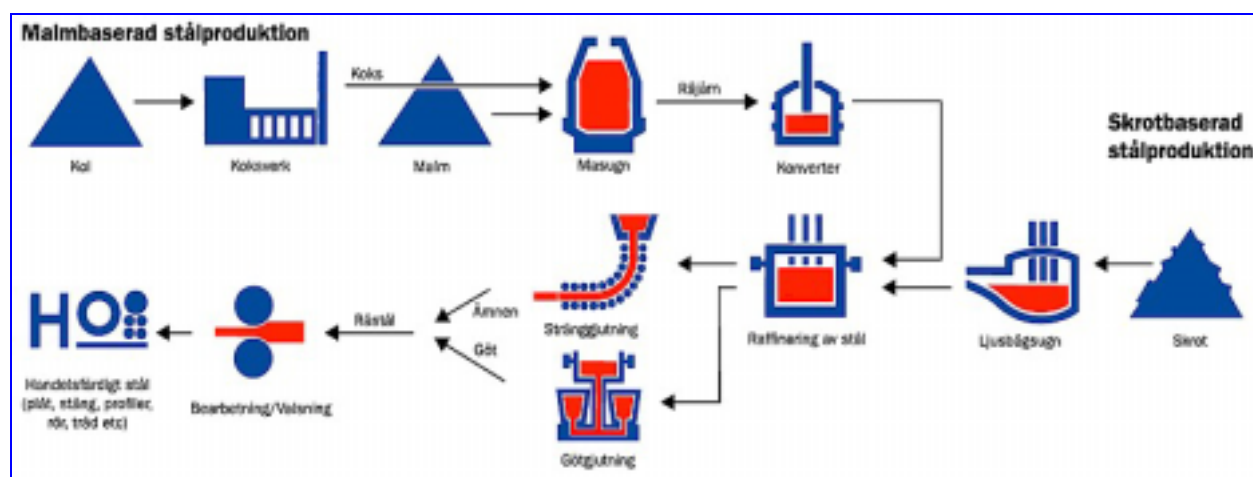 Malmbaserad stålproduktion
Koks
Råjärn
Kol
Koksverk
Malm
Masugn
Konverter
Skrotbaserad
stålproduktion
Ämnen
Råstål
Göt
Stränggjutning
Raffinering av stål
Ljusbågsugn
Skrot
Handelsfärdigt stål
(plåt, stång, profiler,
rör, tråd etc)
Bearbetning/Valsning
Götgjutning